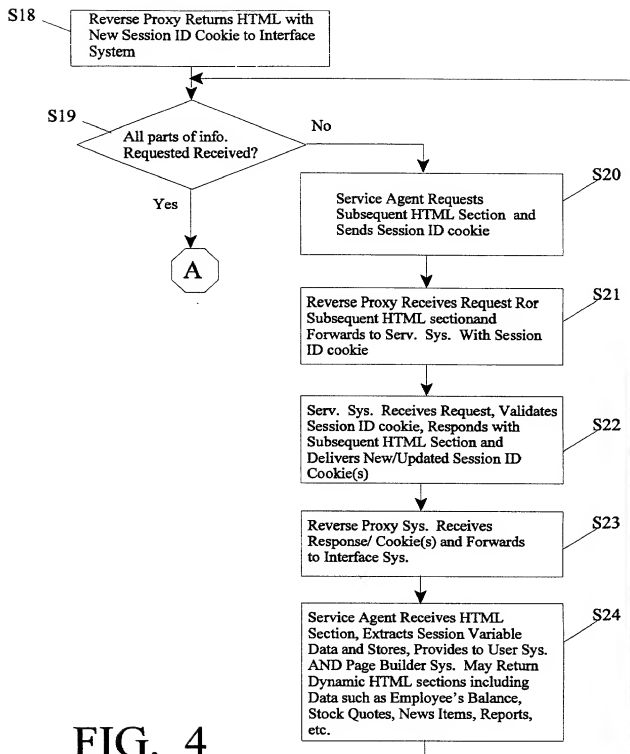 S18
Reverse Proxy Returns HTML with
New Session ID Cookie to Interface
System
S19
All parts of info.
Requested Received?
No
Yes
A
S20
Service Agent Requests
Subsequent HTML Section and
Sends Session ID cookie
S21
Reverse Proxy Receives Request Ror
Subsequent HTML sectionand
Forwards to Serv. Sys. With Session
ID cookie
S22
Serv. Sys. Receives Request, Validates
Session ID cookie, Responds with
Subsequent HTML Section and
Delivers New/Updated Session ID
Cookie(s)
S23
Reverse Proxy Sys. Receives
Response/ Cookie(s) and Forwards
to Interface Sys.
S24
Service Agent Receives HTML
Section, Extracts Session Variable
Data and Stores, Provides to User Sys.
AND Page Builder Sys. May Return
Dynamic HTML sections including
Data such as Employee's Balance,
Stock Quotes, News Items, Reports,
etc.
FIG. 4